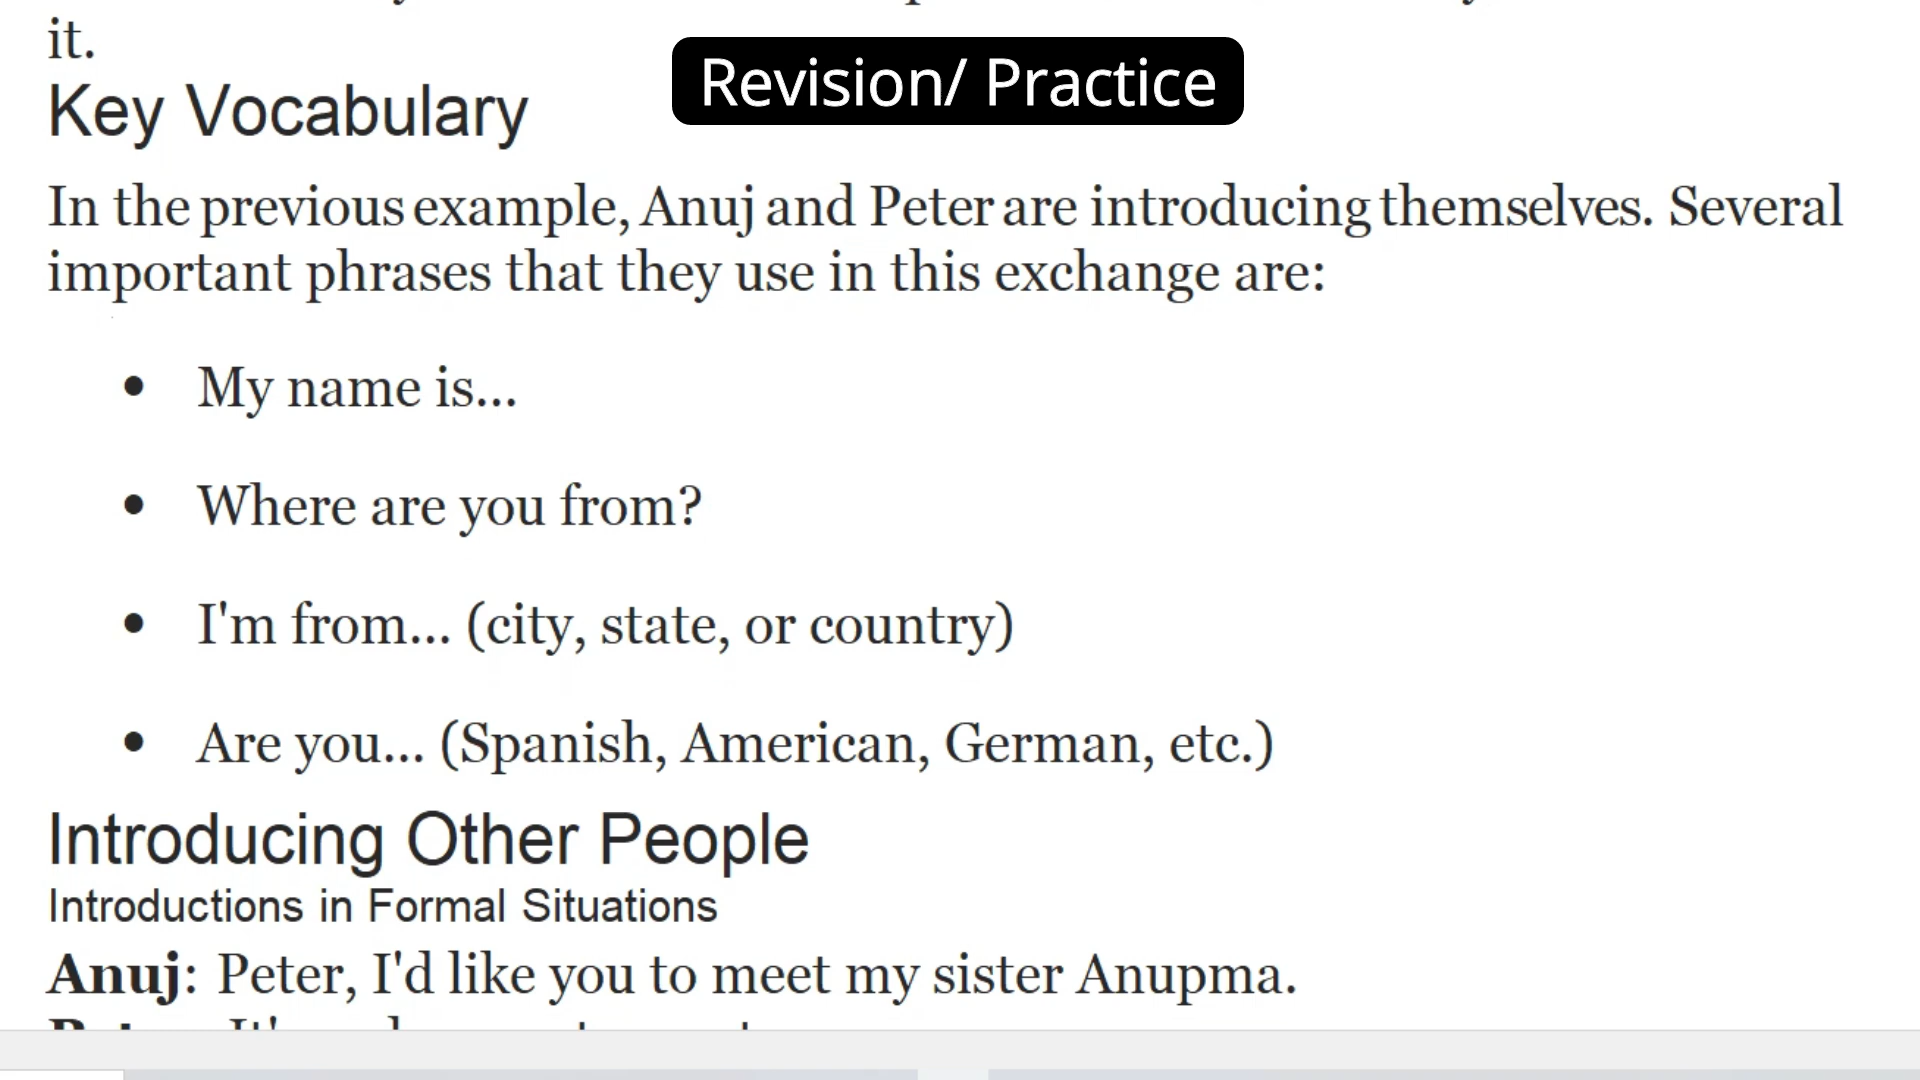 it.
Revision/ Practice
Key Vocabulary
In the previous example, Anuj and Peter are introducing themselves. Several
important phrases that they use in this exchange are:
• My name is...
• Where are you from?
• I'm from... (city, state, or country)
• Are you... (Spanish, American, German, etc.)
Introducing Other People
Introductions in Formal Situations
Anuj: Peter, I'd like you to meet my sister Anupma.